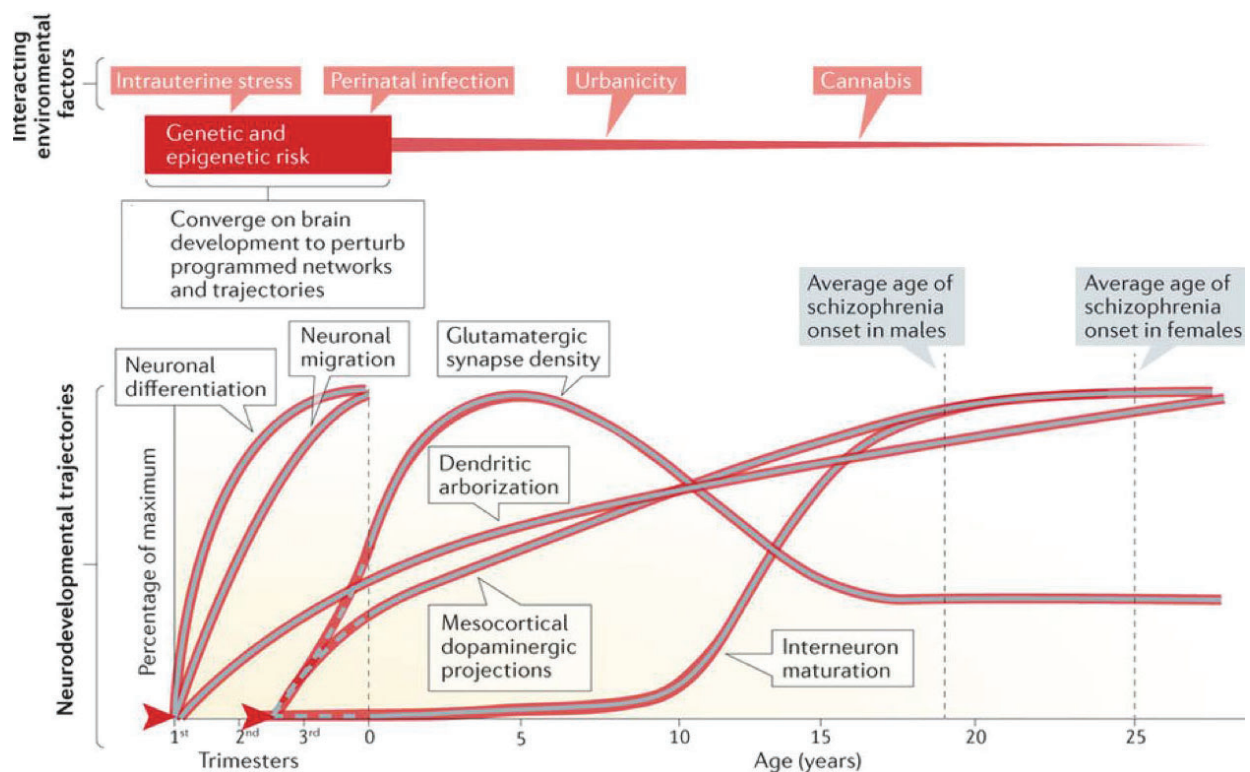 Interacting
environmental
factors
Intrauterine stress
Perinatal infection
Urbanicity
Cannabis
Genetic and
epigenetic risk
Converge on brain
development to perturb
programmed networks
and trajectories
Average age of
schizophrenia
onset in males
Average age of
schizophrenia
onset in females
Neuronal
differentiation
Neuronal
migration
Glutamatergic
synapse density
Dendritic
arborization
Mesocortical
dopaminergic
projections
Interneuron
maturation
Neurodevelopmental trajectories
Percentage of maximum
1st 2nd 3rd 0 5 10 15 20 25
Trimesters Age (years)